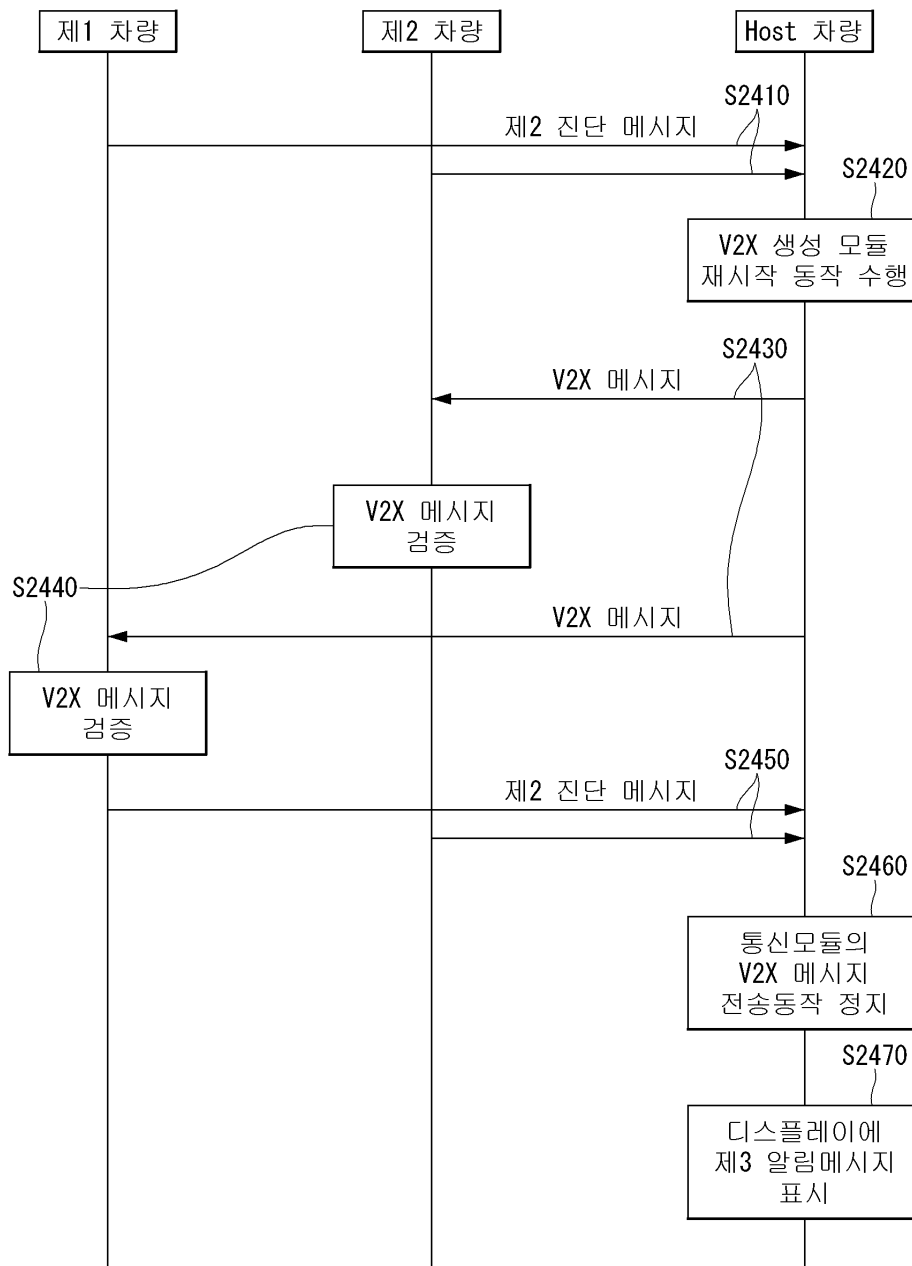 제1 차량
제2 차량
Host 차량
S2410
제2 진단 메시지
S2420
V2X 생성 모듈
재시작 동작 수행
S2430
V2X 메시지
V2X 메시지
검증
S2440
V2X 메시지
V2X 메시지
검증
S2450
제2 진단 메시지
S2460
통신모듈의
V2X 메시지
전송동작 정지
S2470
디스플레이에
제3 알림메시지
표시